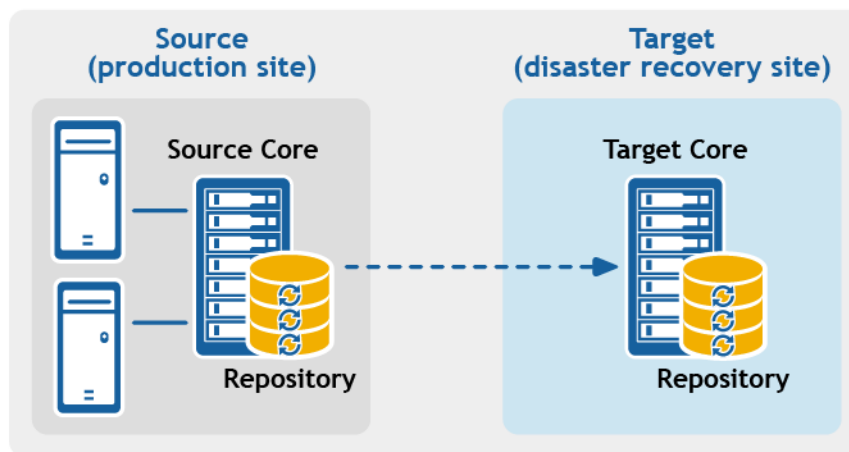 Source
(production site)
Target
(disaster recovery site)
Source Core
Target Core
Repository
Repository